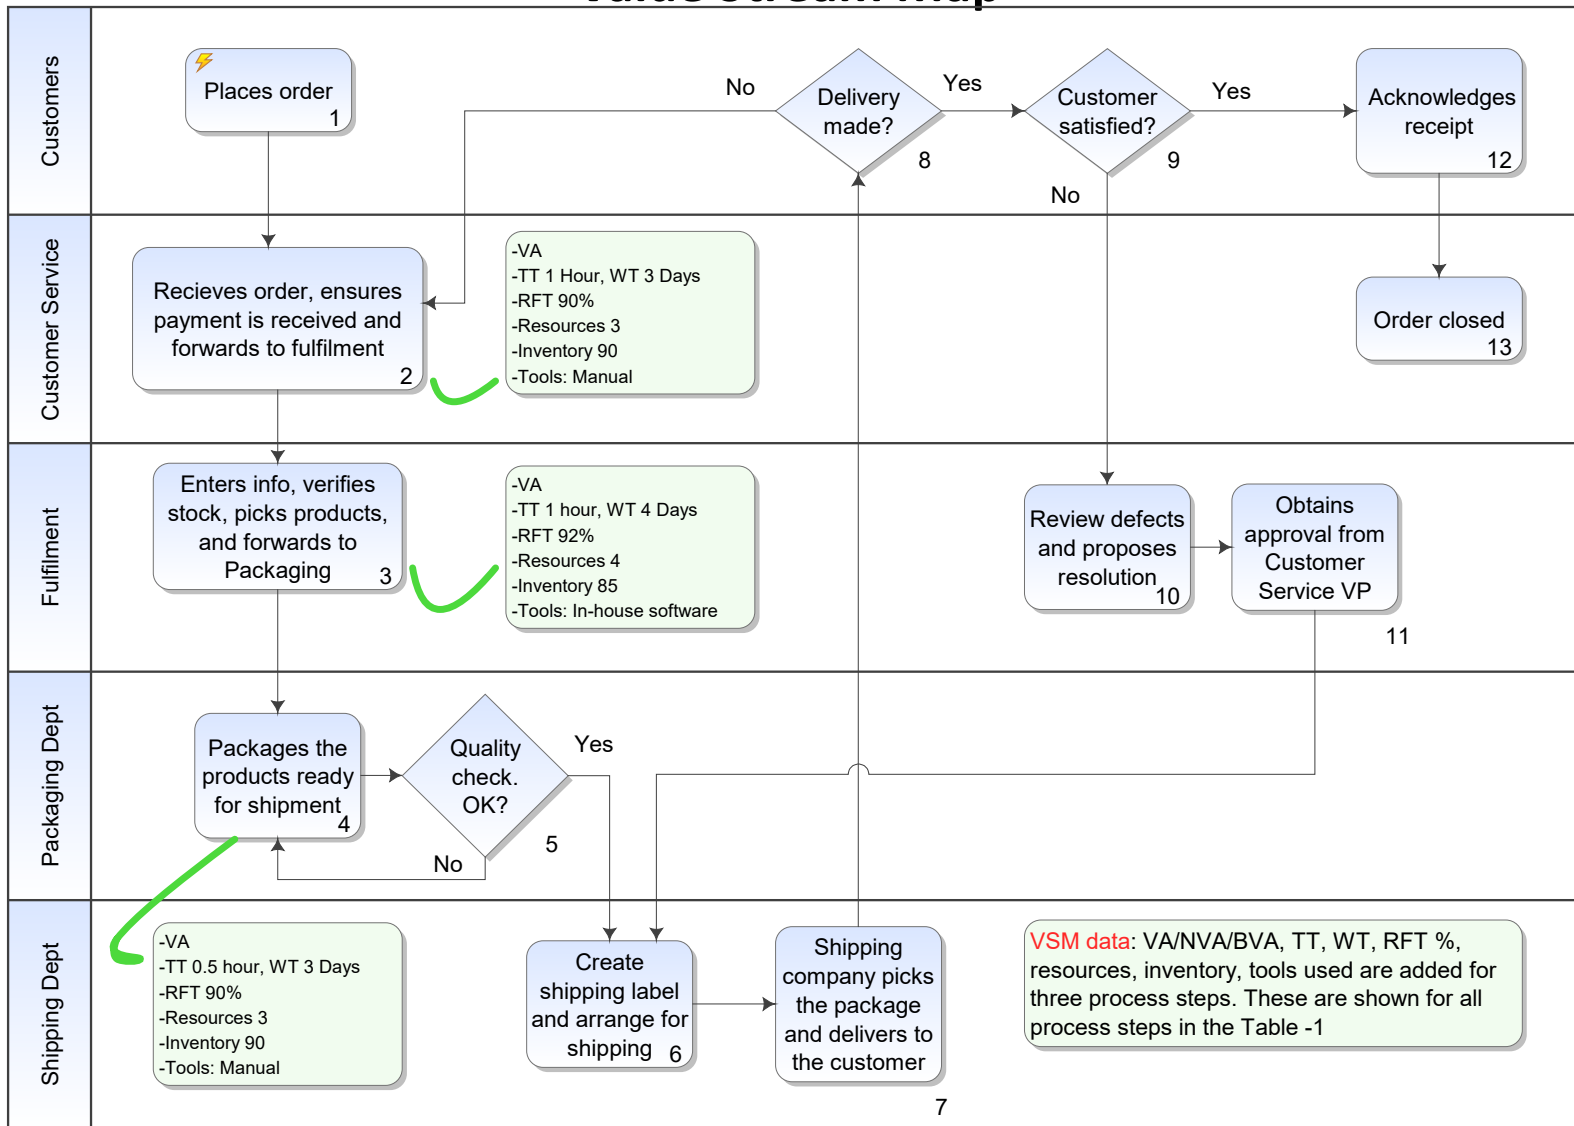 Value Stream Map
Customers
Places order
1
No
Delivery
made?
8
Yes
Customer
satisfied?
9
Yes
No
Acknowledges
receipt
12
Customer Service
Recieves order, ensures
payment is received and
forwards to fulfilment
2
-VA
-TT 1 Hour, WT 3 Days
-RFT 90%
-Resources 3
-Inventory 90
-Tools: Manual
Order closed
13
Fulfilment
Enters info, verifies
stock, picks products,
and forwards to
Packaging
3
-VA
-TT 1 hour, WT 4 Days
-RFT 92%
-Resources 4
-Inventory 85
-Tools: In-house software
Review defects
and proposes
resolution
10
Obtains
approval from
Customer
Service VP
11
Packaging Dept
Packages the
products ready
for shipment
4
Quality
check.
OK?
5
Yes
No
Shipping Dept
-VA
-TT 0.5 hour, WT 3 Days
-RFT 90%
-Resources 3
-Inventory 90
-Tools: Manual
Create
shipping label
and arrange for
shipping
6
Shipping
company picks
the package
and delivers to
the customer
7
VSM data: VA/NVA/BVA, TT, WT, RFT %,
resources, inventory, tools used are added for
three process steps. These are shown for all
process steps in the Table -1